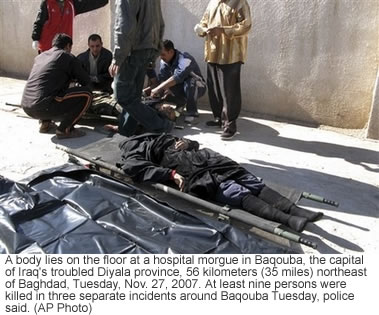 A body lies on the floor at a hospital morgue in Baqouba, the capital
of Iraq's troubled Diyala province, 56 kilometers (35 miles) northeast
of Baghdad, Tuesday, Nov. 27, 2007. At least nine persons were
killed in three separate incidents around Baqouba Tuesday, police
said. (AP Photo)